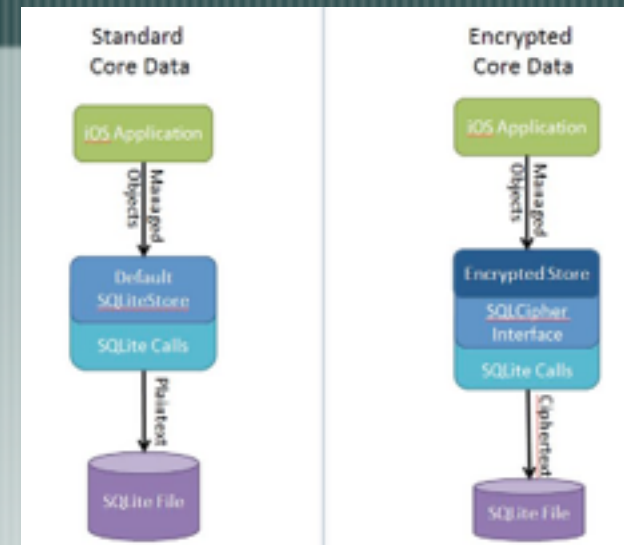 Standard
Core Data
iOS Application
Managed
Objects
Default
SQLiteStore
SQLite Calls
Plaintext
SQLite File
Encrypted
Core Data
iOS Application
Managed
Objects
Encrypted Store
SQLCipher
Interface
SQLite Calls
Ciphertext
SQLite File